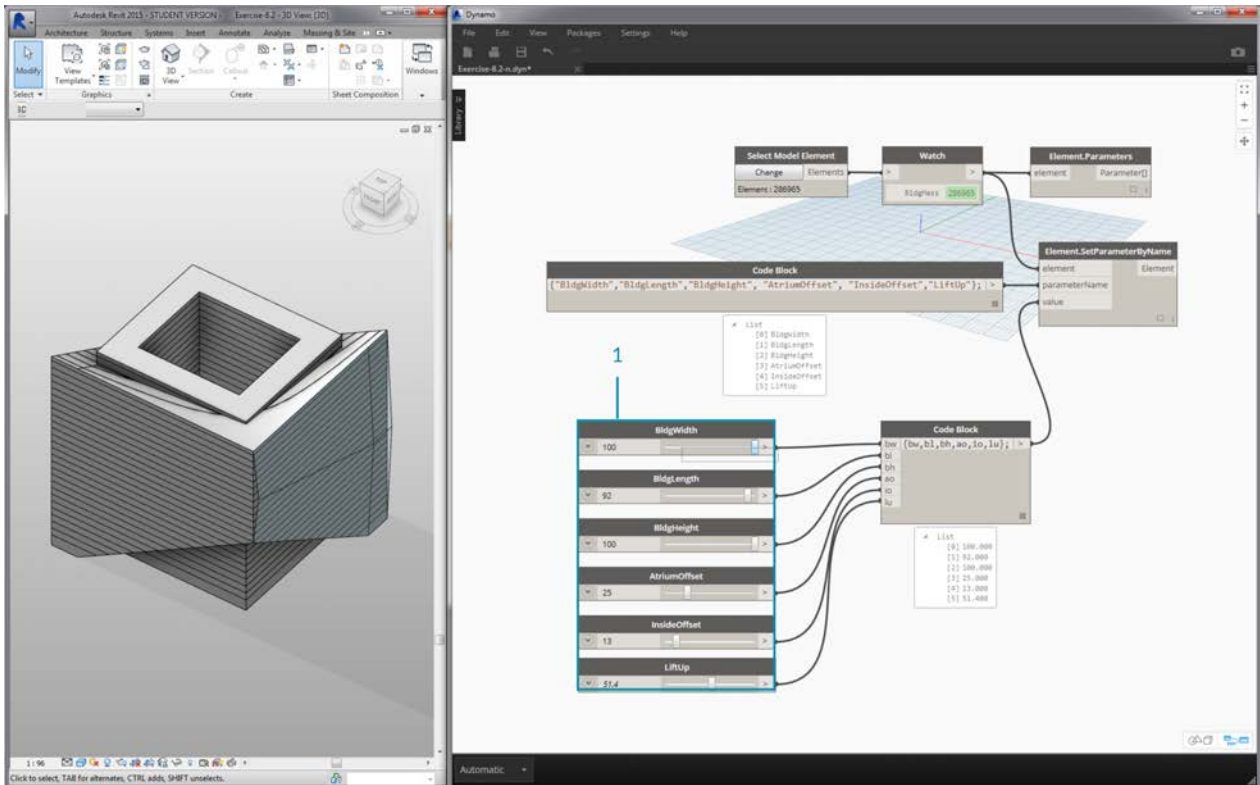 Autodesk Revit 2015 - STUDENT VERSION - Exercise-8.2 - 3D View: {3D}
Architecture Structure Systems Insert Annotate Analyze Massing & Site
Modify
View Templates
3D View
Section
Callout
Windows
Select
Graphics
Create
Sheet Composition
TOP
FRONT
1 : 96
Click to select, TAB for alternates, CTRL adds, SHIFT unselects.
Dynamo
File Edit View Packages Settings Help
Exercise-8.2-n.dyn*
Library
Select Model Element
Change Elements
Element : 286965
Watch
> >
BldgMass 286965
Element.Parameters
element Parameter[]
Element.SetParameterByName
element Element
parameterName
value
Code Block
{"BldgWidth","BldgLength","BldgHeight", "AtriumOffset", "InsideOffset","LiftUp"}; >
List
[0] BldgWidth
[1] BldgLength
[2] BldgHeight
[3] AtriumOffset
[4] InsideOffset
[5] LiftUp
1
BldgWidth
100 >
BldgLength
92 >
BldgHeight
100 >
AtriumOffset
25 >
InsideOffset
13 >
LiftUp
51.4 >
Code Block
bw {bw,bl,bh,ao,io,lu}; >
bl
bh
ao
io
lu
List
[0] 100.000
[1] 92.000
[2] 100.000
[3] 25.000
[4] 13.000
[5] 51.400
Automatic